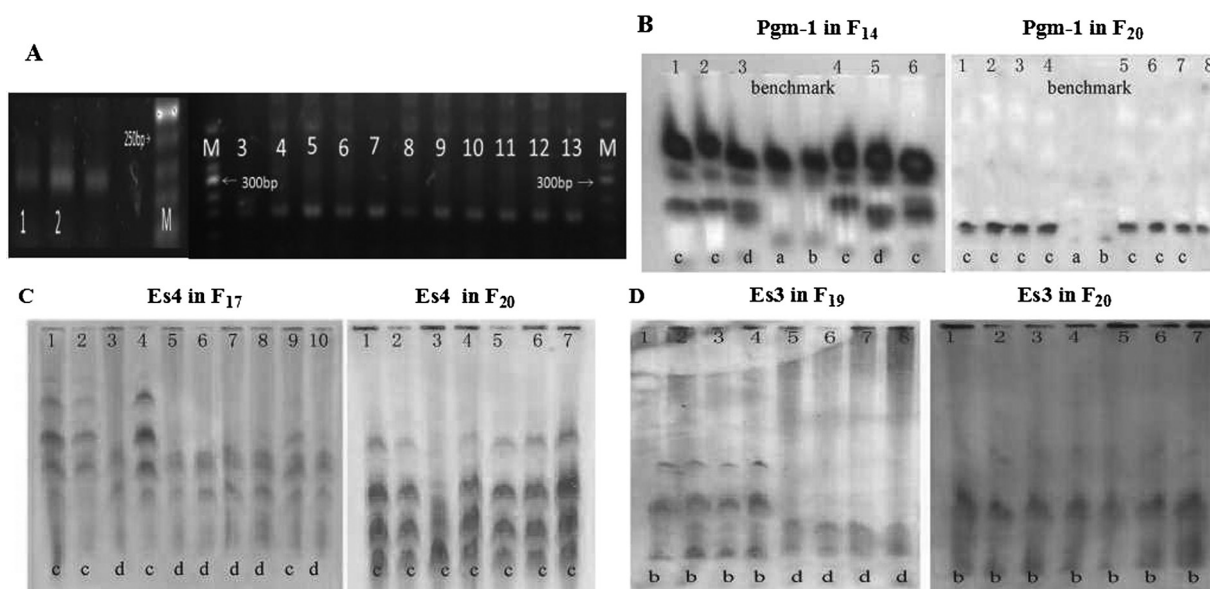 A
250bp→
1 2 M
M 3 4 5 6 7 8 9 10 11 12 13 M
←300bp 300bp→
B
Pgm-1 in F14
1 2 3 4 5 6
benchmark
c c d a b c d c
Pgm-1 in F20
1 2 3 4 5 6 7 8
benchmark
c c c c a b c c c
C
Es4 in F17
1 2 3 4 5 6 7 8 9 10
c c d c d d d d c d
Es4 in F20
1 2 3 4 5 6 7
c c c c c c c
D
Es3 in F19
1 2 3 4 5 6 7 8
b b b b d d d d
Es3 in F20
1 2 3 4 5 6 7
b b b b b b b